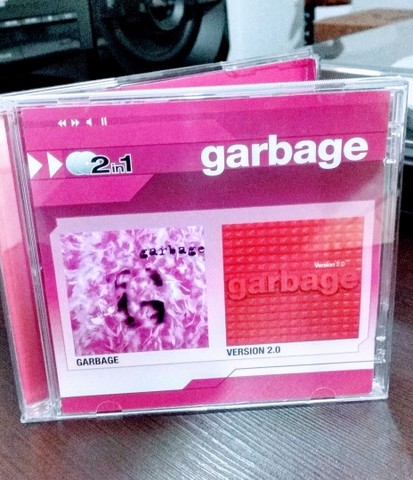 2in1
garbage
garbage
G
Version 2.0
garbage
GARBAGE
VERSION 2.0